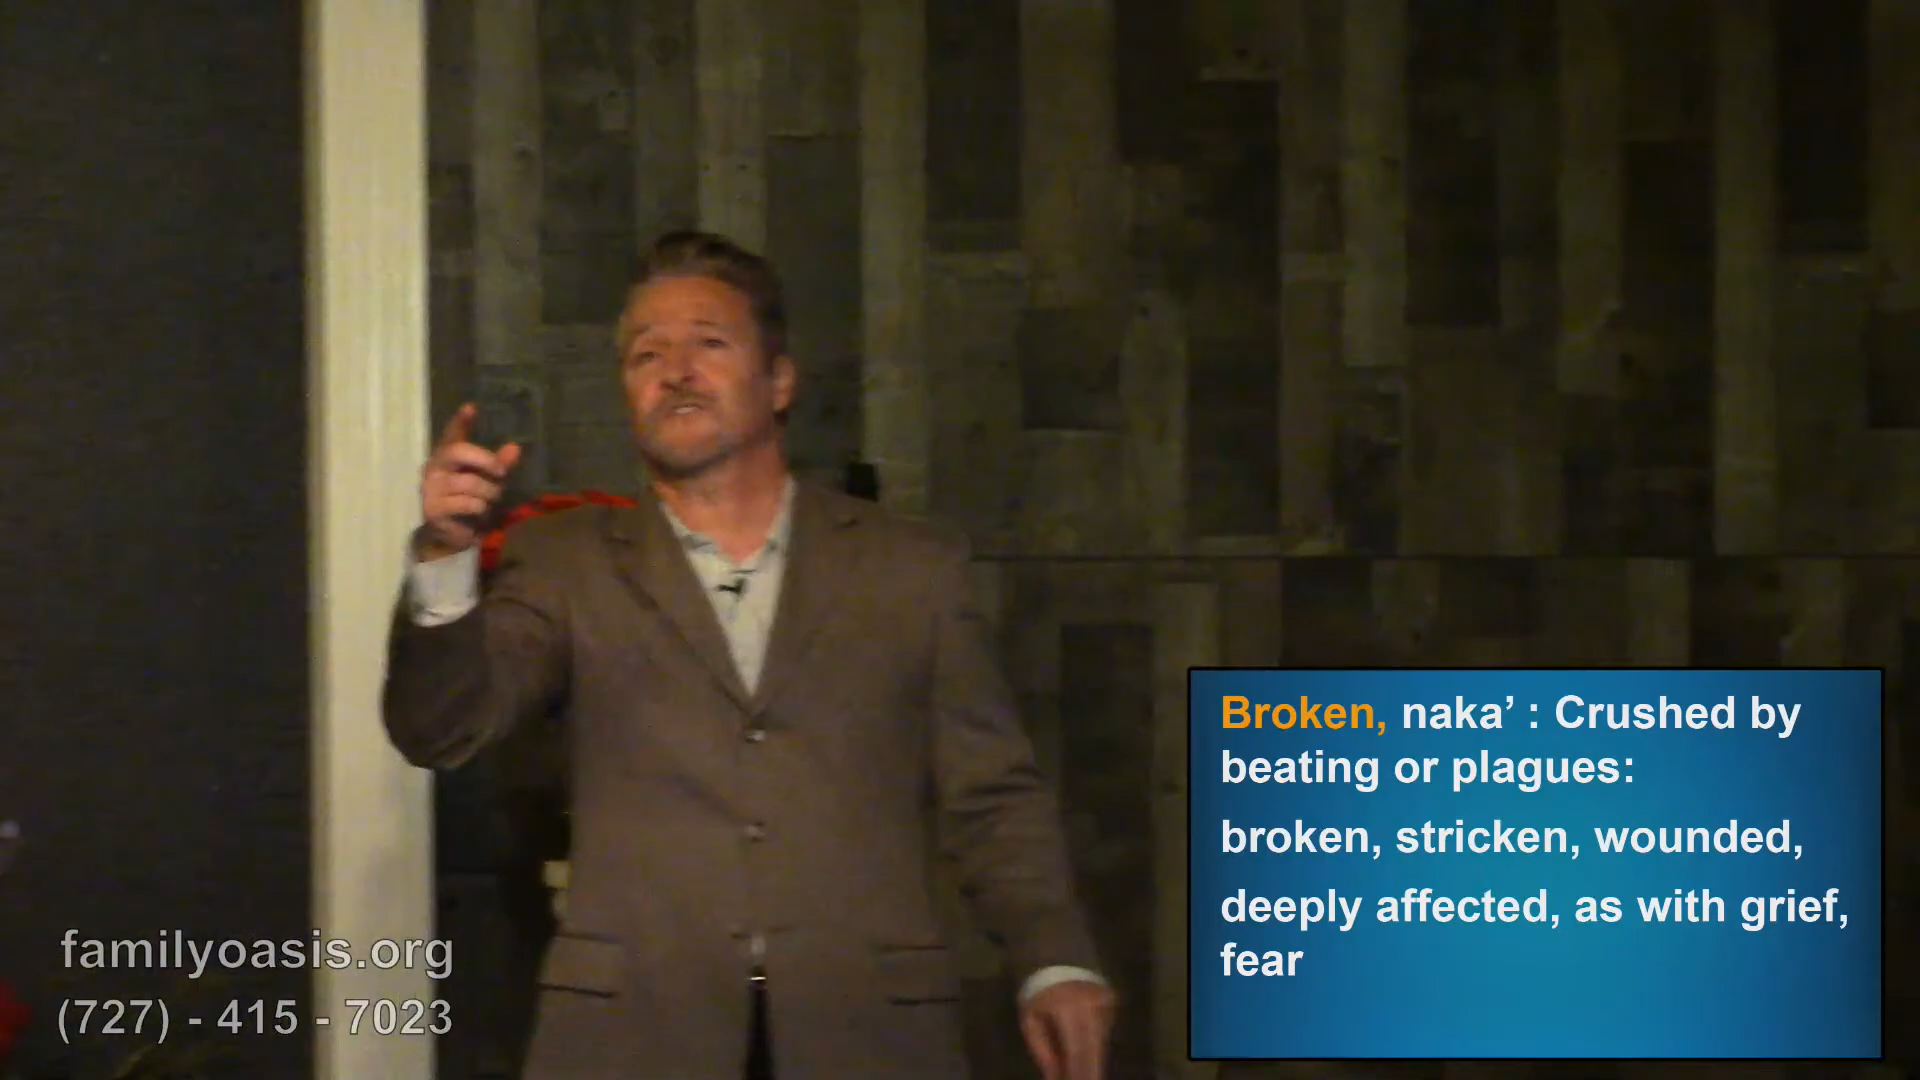 Broken, naka’ : Crushed by
beating or plagues:
broken, stricken, wounded,
deeply affected, as with grief,
fear
familyoasis.org
(727) - 415 - 7023